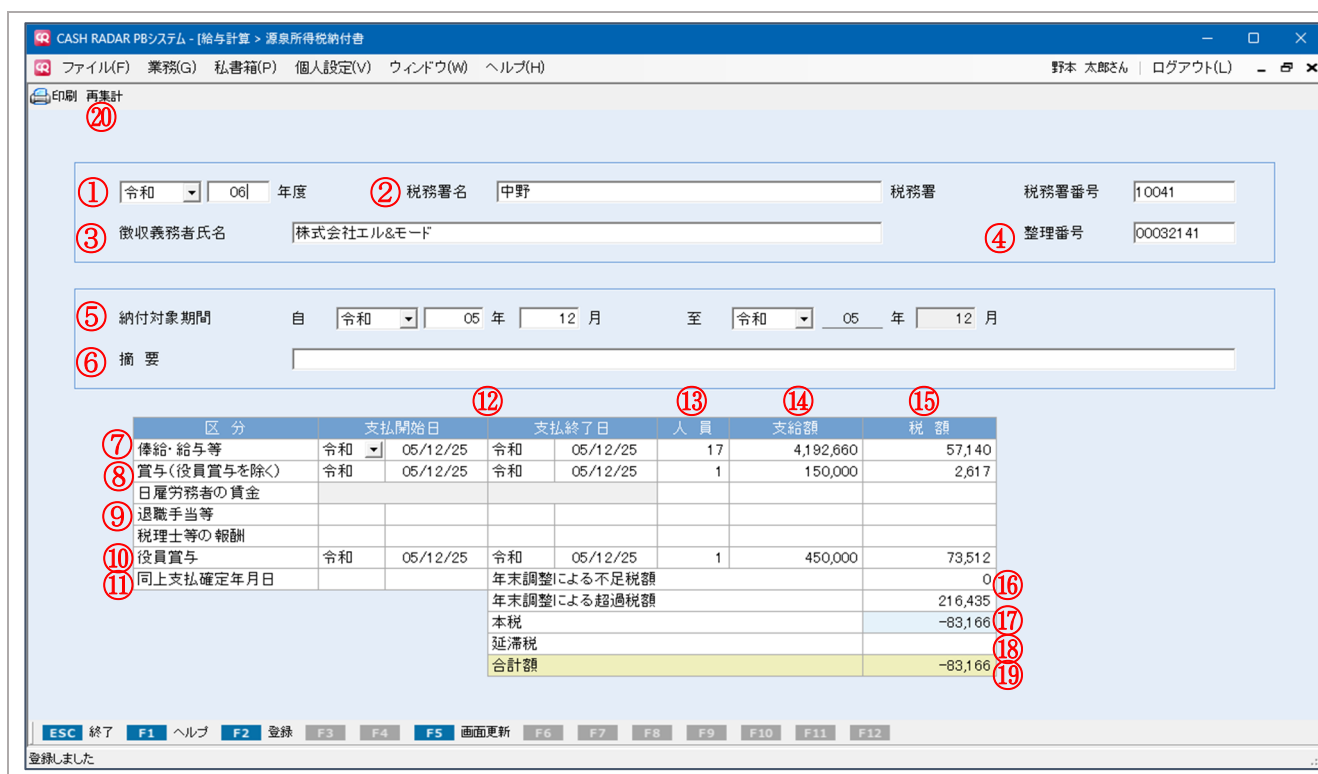 CASH RADAR PBシステム - [給与計算 > 源泉所得税納付書
ファイル(F) 業務(G) 私書箱(P) 個人設定(V) ウィンドウ(W) ヘルプ(H) 野本 太郎さん | ログアウト(L)
印刷 再集計
⑳
① 令和 06 年度 ② 税務署名 中野 税務署 税務署番号 10041
③ 徴収義務者氏名 株式会社エル&モード ④ 整理番号 00032141
⑤ 納付対象期間 自 令和 05 年 12 月 至 令和 05 年 12 月
⑥ 摘 要
⑫ ⑬ ⑭ ⑮
区 分 支払開始日 支払終了日 人 員 支給額 税 額
⑦ 俸給・給与等 令和 05/12/25 令和 05/12/25 17 4,192,660 57,140
⑧ 賞与(役員賞与を除く) 令和 05/12/25 令和 05/12/25 1 150,000 2,617
日雇労務者の賃金
⑨ 退職手当等
税理士等の報酬
⑩ 役員賞与 令和 05/12/25 令和 05/12/25 1 450,000 73,512
⑪ 同上支払確定年月日 年末調整による不足税額 0 ⑯
年末調整による超過税額 216,435
本税 -83,166 ⑰
延滞税 ⑱
合計額 -83,166 ⑲
ESC 終了 F1 ヘルプ F2 登録 F3 F4 F5 画面更新 F6 F7 F8 F9 F10 F11 F12
登録しました